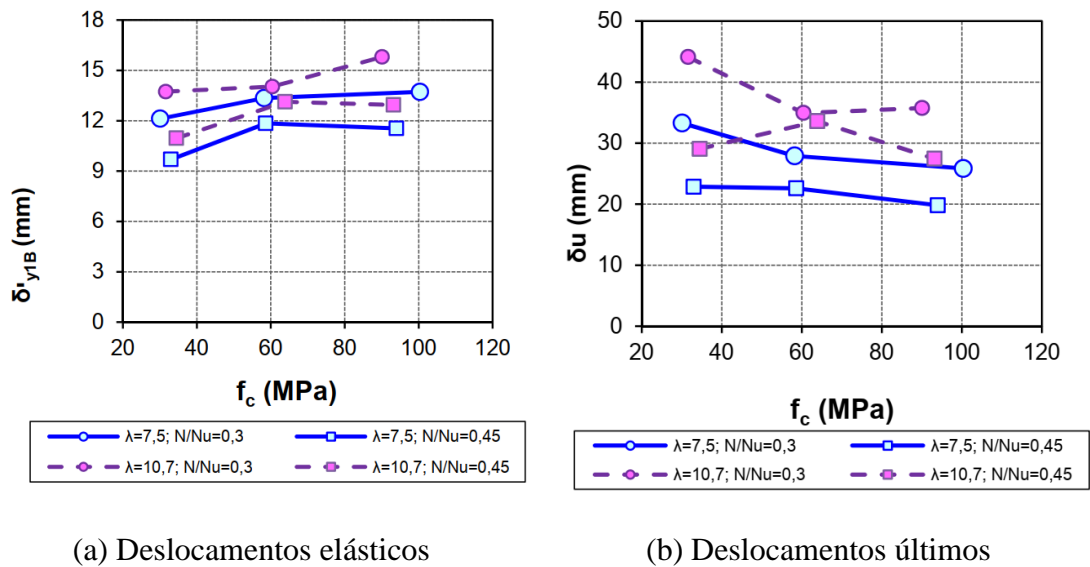 18
15
12
9
6
3
0
δ'y1B (mm)
20 40 60 80 100 120
fc (MPa)
λ=7,5; N/Nu=0,3 λ=7,5; N/Nu=0,45
λ=10,7; N/Nu=0,3 λ=10,7; N/Nu=0,45
(a) Deslocamentos elásticos
50
40
30
20
10
0
δu (mm)
20 40 60 80 100 120
fc (MPa)
λ=7,5; N/Nu=0,3 λ=7,5; N/Nu=0,45
λ=10,7; N/Nu=0,3 λ=10,7; N/Nu=0,45
(b) Deslocamentos últimos